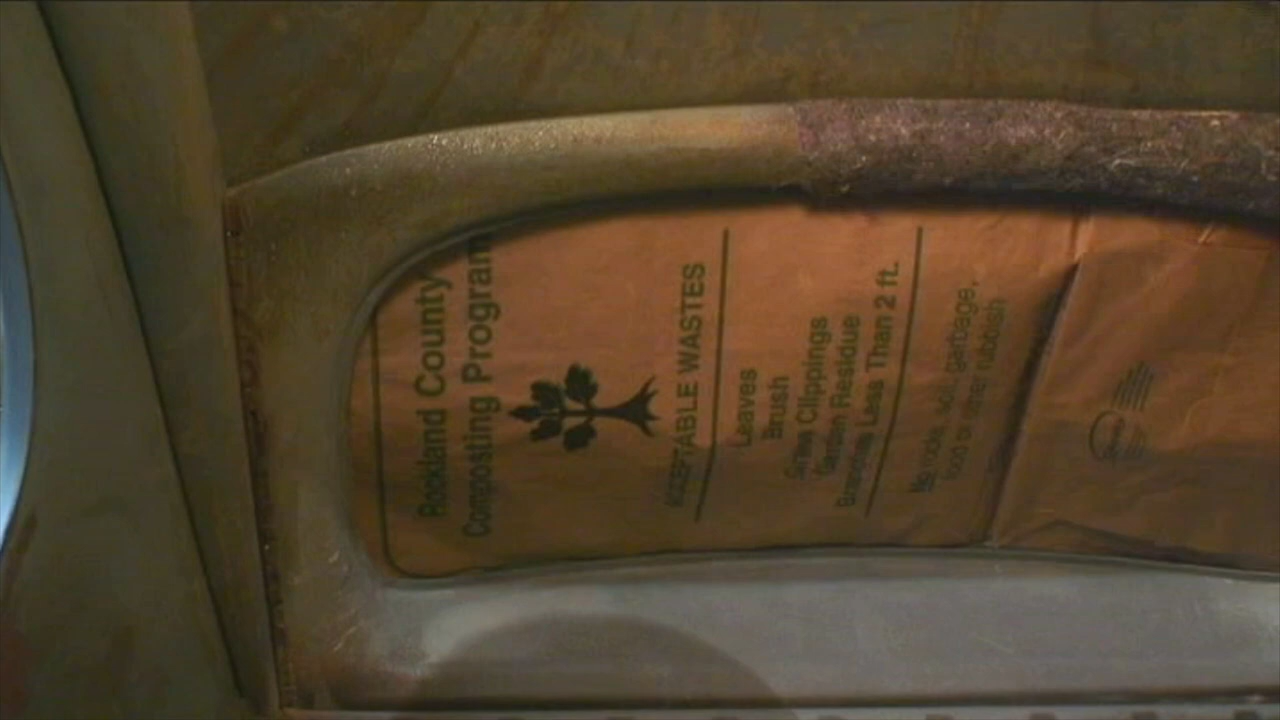 Rockland County
Composting Program
ACCEPTABLE WASTES
Leaves
Brush
Grass Clippings
Garden Residue
Branches Less Than 2 ft.
No rocks, soil, garbage,
food or other rubbish